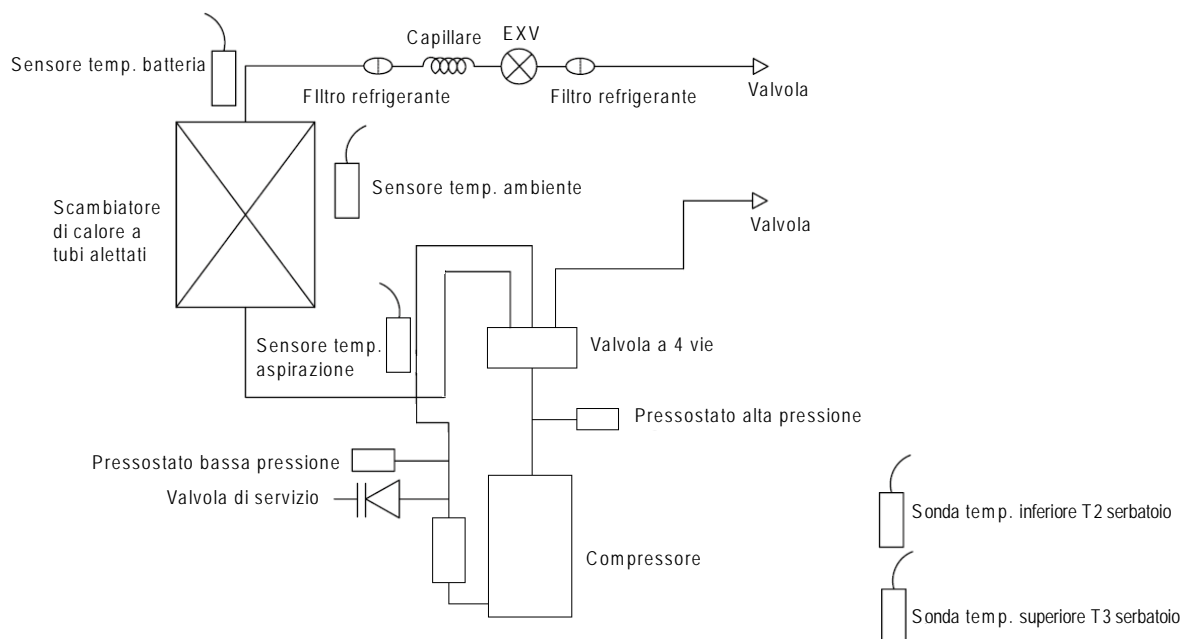 EXV
Capillare
Sensore temp. batteria
FIltro refrigerante
Filtro refrigerante
Valvola
Sensore temp. ambiente
Scambiatore
di calore a
tubi alettati
Valvola
Sensore temp.
aspirazione
Valvola a 4 vie
Pressostato alta pressione
Pressostato bassa pressione
Valvola di servizio
Sonda temp. inferiore T2 serbatoio
Compressore
Sonda temp. superiore T3 serbatoio